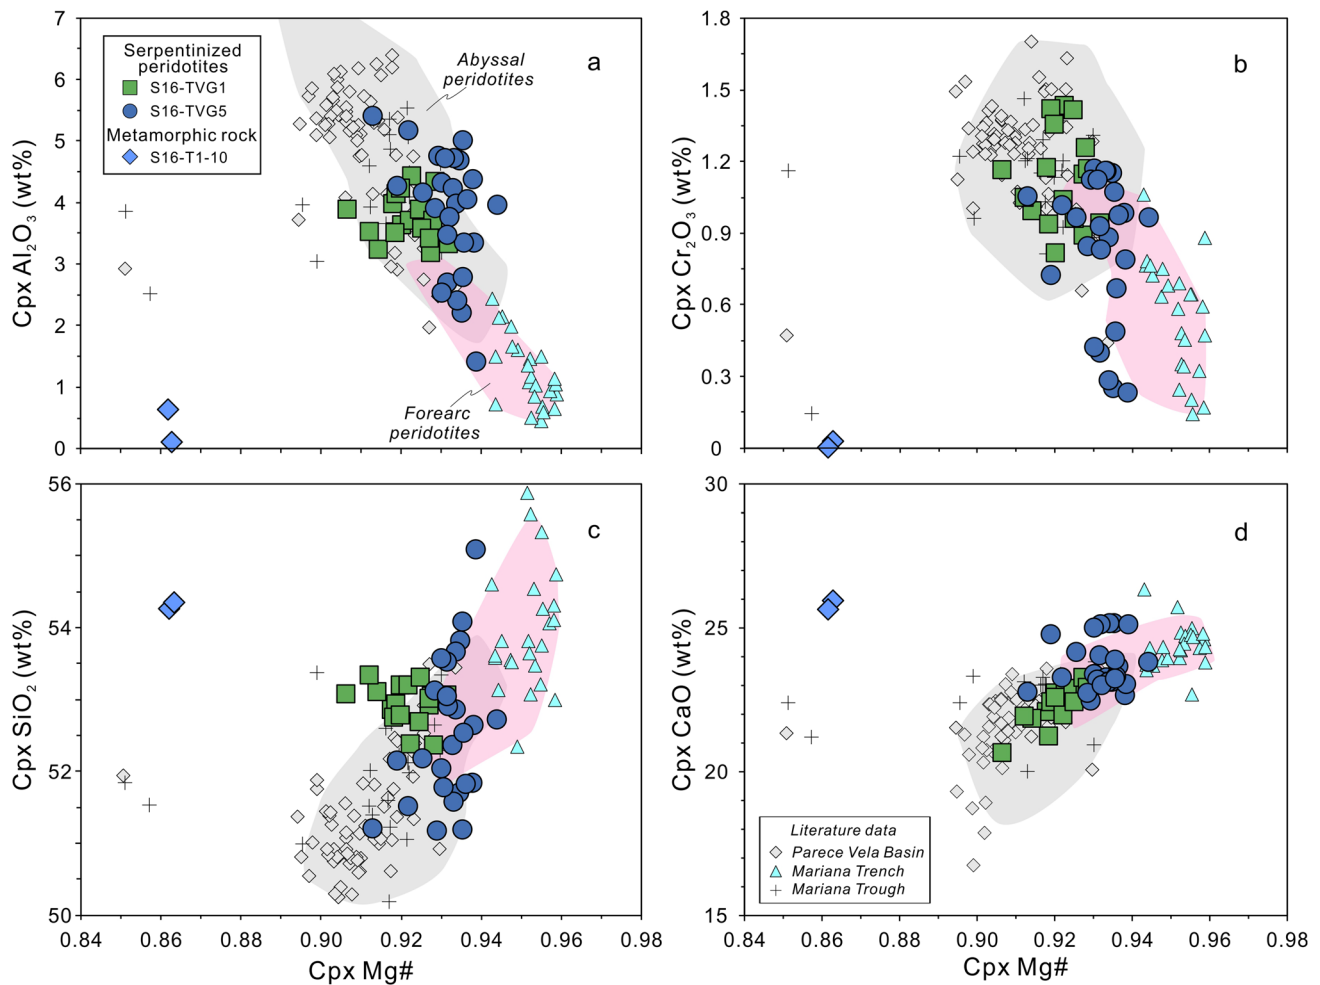 7
6
5
4
3
2
1
0
Cpx Al2O3 (wt%)
Serpentinized
peridotites
S16-TVG1
S16-TVG5
Metamorphic rock
S16-T1-10
Abyssal
peridotites
Forearc
peridotites
a
1.8
1.5
1.2
0.9
0.6
0.3
0
Cpx Cr2O3 (wt%)
b
56
54
52
50
Cpx SiO2 (wt%)
c
0.84
0.86
0.90
0.92
0.94
0.96
0.98
Cpx Mg#
30
25
20
15
Cpx CaO (wt%)
d
Literature data
Parece Vela Basin
Mariana Trench
Mariana Trough
0.84
0.86
0.90
0.92
0.94
0.96
0.98
Cpx Mg#